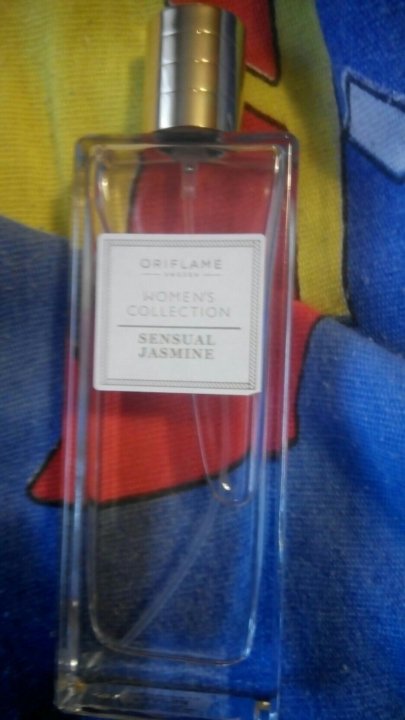 ORIFLAME
SWEDEN
WOMEN'S
COLLECTION
SENSUAL
JASMINE